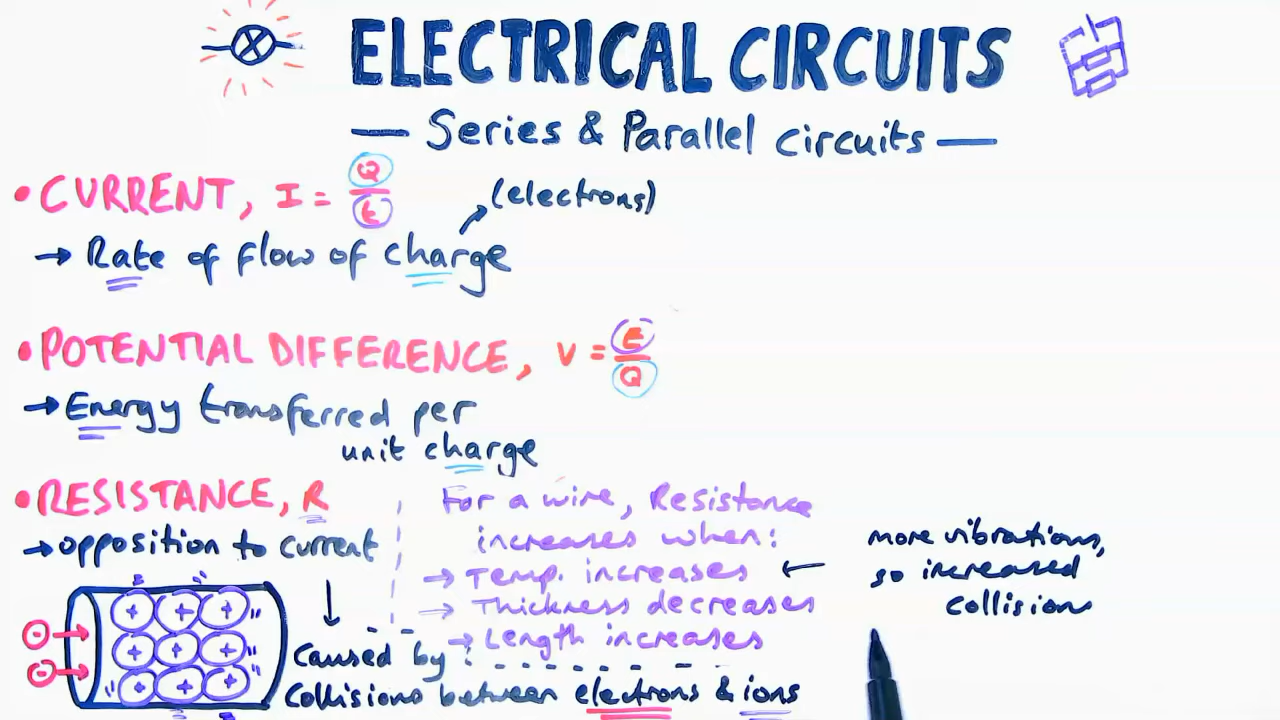 ELECTRICAL CIRCUITS
— Series & Parallel circuits —
• CURRENT, I = Q/t
(electrons)
→ Rate of flow of charge
• POTENTIAL DIFFERENCE, V = E/Q
→ Energy transferred per
unit charge
• RESISTANCE, R
→ opposition to current
For a wire, Resistance
increases when:
→ Temp. increases ←
→ Thickness decreases
→ Length increases
more vibrations,
so increased
collisions
Caused by:
Collisions between electrons & ions
- + + +
- + + +
+ + +